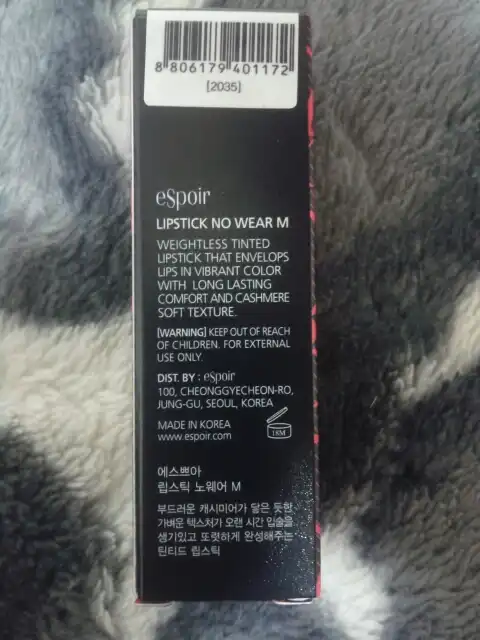 8 806179 401172
[2035]
eSpoir
LIPSTICK NO WEAR M
WEIGHTLESS TINTED
LIPSTICK THAT ENVELOPS
LIPS IN VIBRANT COLOR
WITH LONG LASTING
COMFORT AND CASHMERE
SOFT TEXTURE.
[WARNING] KEEP OUT OF REACH
OF CHILDREN. FOR EXTERNAL
USE ONLY.
DIST. BY : eSpoir
100, CHEONGGYECHEON-RO,
JUNG-GU, SEOUL, KOREA
MADE IN KOREA
www.espoir.com
18M
에스쁘아
립스틱 노웨어 M
부드러운 캐시미어가 닿은 듯한
가벼운 텍스처가 오랜 시간 입술을
생기있고 또렷하게 완성해주는
틴티드 립스틱